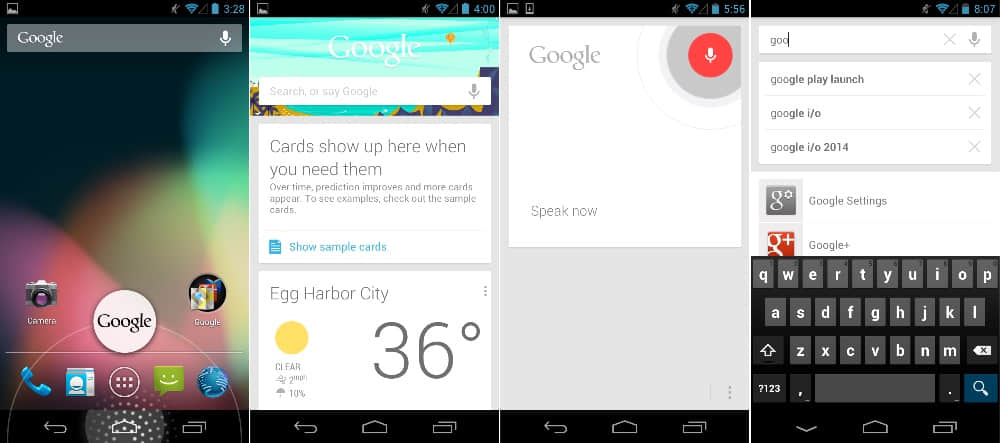 3:28
Google
Camera
Google
Google
4:00
Google
Search, or say Google
Cards show up here when
you need them
Over time, prediction improves and more cards
appear. To see examples, check out the sample
cards.
Show sample cards
Egg Harbor City
36°
CLEAR
2mph
10%
5:56
Google
Speak now
8:07
goo
google play launch
google i/o
google i/o 2014
g
Google Settings
g+
Google+
q w e r t y u i o p
a s d f g h j k l
z x c v b n m
?123 , .